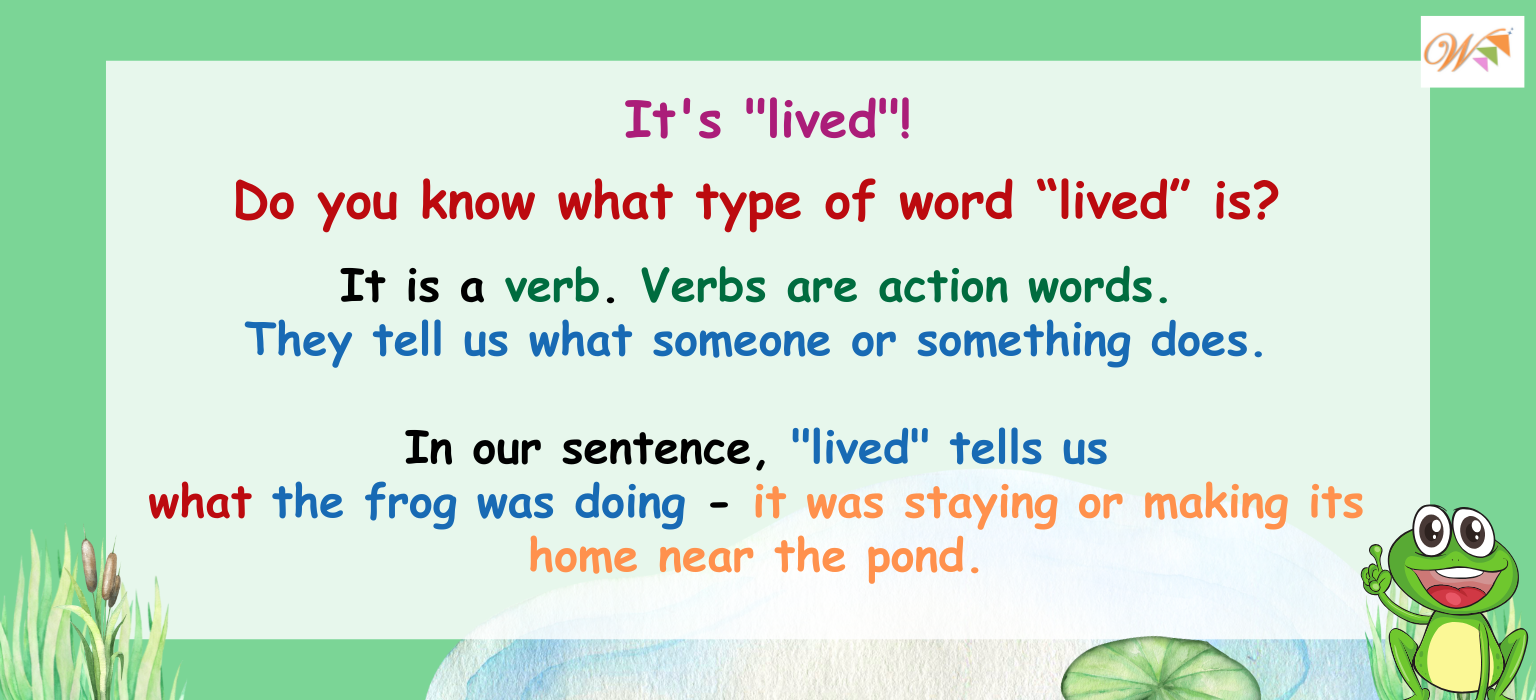 It's "lived"!
Do you know what type of word “lived” is?
It is a verb. Verbs are action words.
They tell us what someone or something does.
In our sentence, "lived" tells us
what the frog was doing - it was staying or making its
home near the pond.